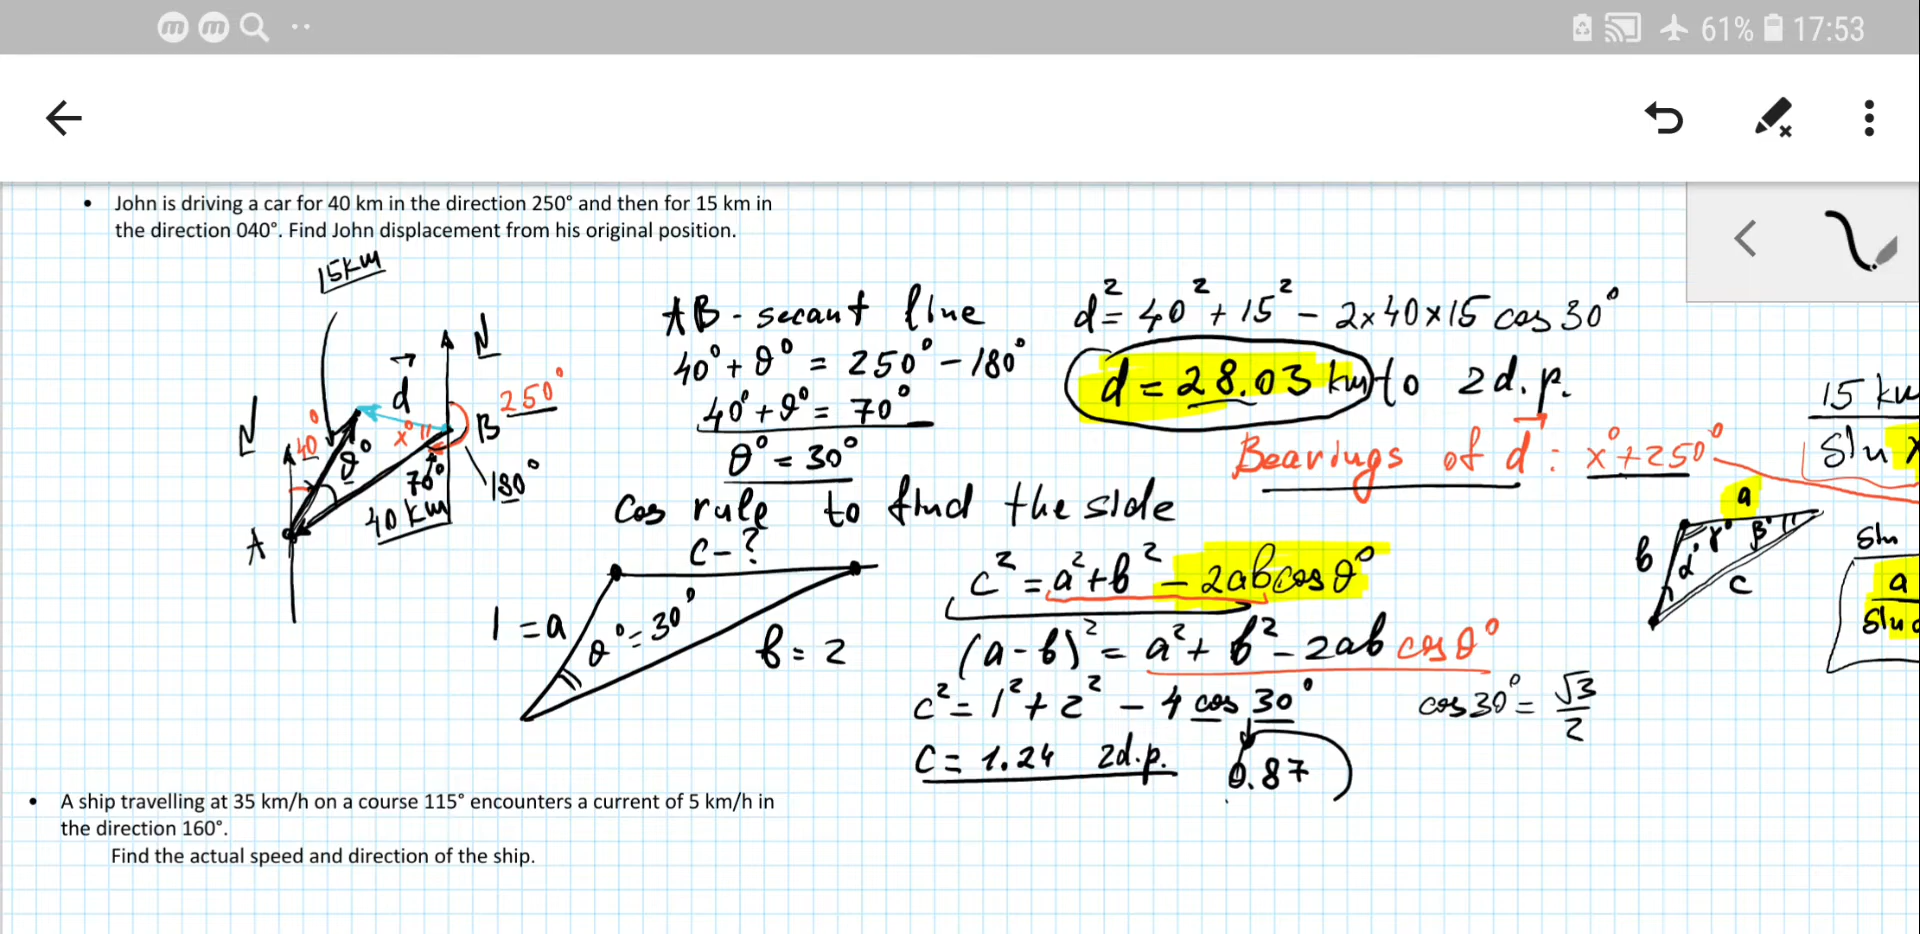 61% 17:53
• John is driving a car for 40 km in the direction 250° and then for 15 km in
the direction 040°. Find John displacement from his original position.
15km
N
N
d
40°
x°
B
250°
θ°
70°
180°
40 km
A
AB - secant line
40° + θ° = 250° - 180°
40° + θ° = 70°
θ° = 30°
Cos rule to find the side
c - ?
1 = a
θ° = 30°
b = 2
d² = 40² + 15² - 2×40×15 cos 30°
d = 28.03 km to 2d.p.
Bearings of d : x° + 250°
c² = a² + b² - 2ab cos θ°
(a - b)² = a² + b² - 2ab cos θ°
c² = 1² + 2² - 4 cos 30°
cos 30° = √3/2
c = 1.24 2d.p.
0.87
15 km
sin x
a
b
γ°
β°
α°
c
sin
a
sin
• A ship travelling at 35 km/h on a course 115° encounters a current of 5 km/h in
the direction 160°.
Find the actual speed and direction of the ship.